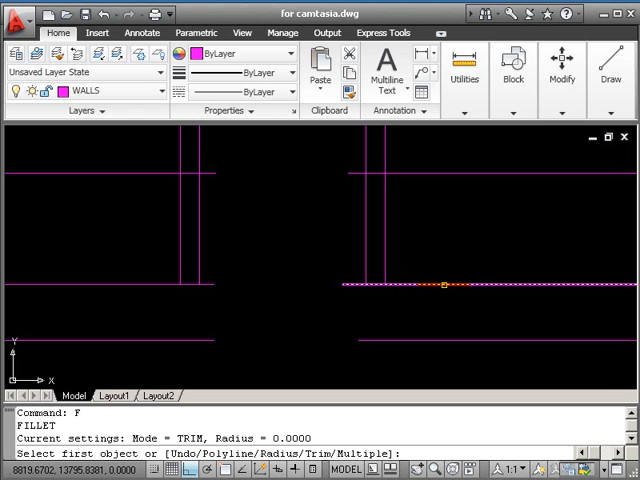 for camtasia.dwg
Home Insert Annotate Parametric View Manage Output Express Tools
Unsaved Layer State
WALLS
Layers
ByLayer
ByLayer
ByLayer
Properties
Paste
Clipboard
A
Multiline
Text
Annotation
Utilities
Block
Modify
Draw
Y
X
Model Layout1 Layout2
Command: F
FILLET
Current settings: Mode = TRIM, Radius = 0.0000
Select first object or [Undo/Polyline/Radius/Trim/Multiple]:
8819.6702, 13795.8381, 0.0000 MODEL 1:1